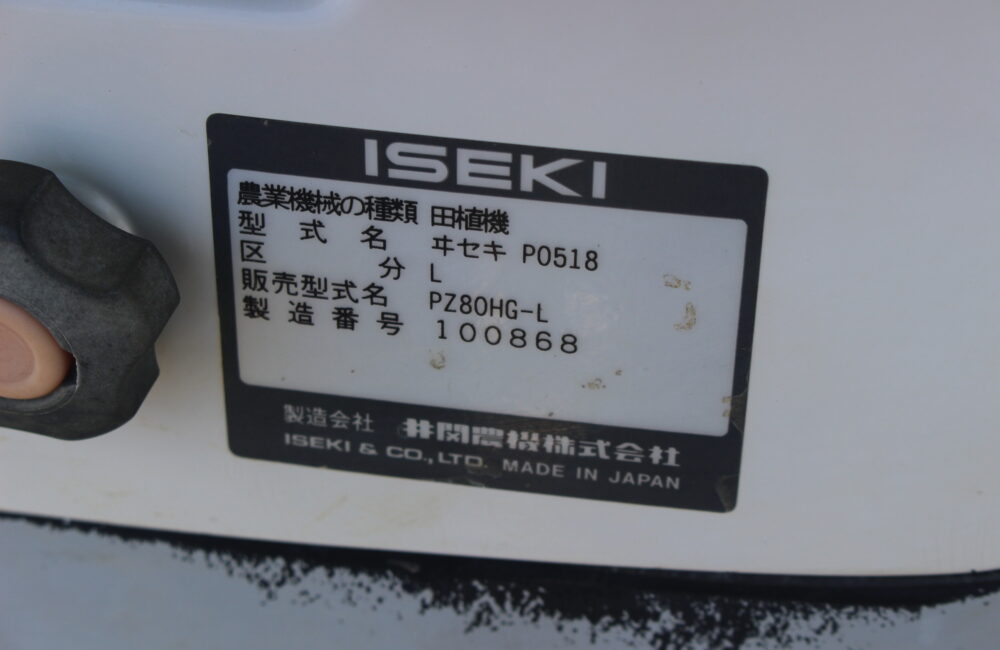 ISEKI
農業機械の種類 田植機
型式名 ヰセキ P0518
区分 L
販売型式名 PZ80HG-L
製造番号 100868
製造会社 井関農機株式会社
ISEKI & CO.,LTD. MADE IN JAPAN